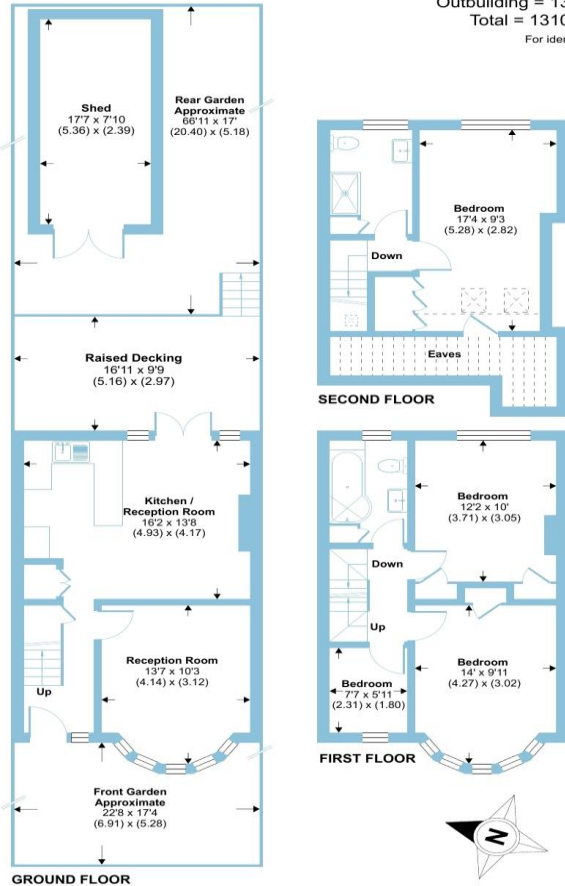 Outbuilding = 13
Total = 1310
For iden
Shed
17'7 x 7'10
(5.36) x (2.39)
Rear Garden
Approximate
66'11 x 17'
(20.40) x (5.18)
Raised Decking
16'11 x 9'9
(5.16) x (2.97)
Kitchen /
Reception Room
16'2 x 13'8
(4.93) x (4.17)
Reception Room
13'7 x 10'3
(4.14) x (3.12)
Up
Front Garden
Approximate
22'8 x 17'4
(6.91) x (5.28)
GROUND FLOOR
Bedroom
17'4 x 9'3
(5.28) x (2.82)
Down
Eaves
SECOND FLOOR
Bedroom
12'2 x 10'
(3.71) x (3.05)
Down
Up
Bedroom
14' x 9'11
(4.27) x (3.02)
Bedroom
7'7 x 5'11
(2.31) x (1.80)
FIRST FLOOR
N